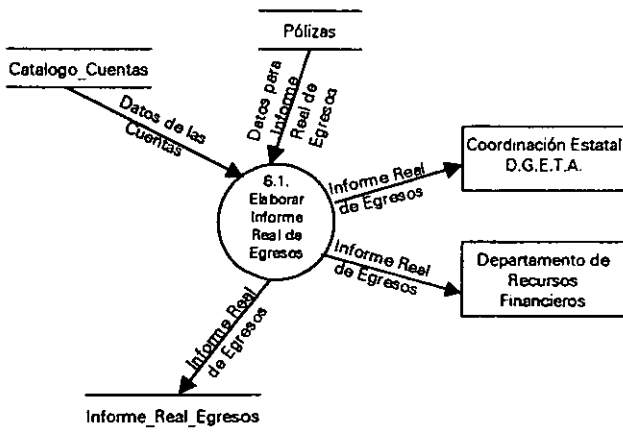 Pólizas
Catalogo_Cuentas
Datos para
Informe
Real de
Egresos
Datos de las
Cuentas
Coordinación Estatal
D.G.E.T.A.
6.1.
Elaborar
Informe
Real de
Egresos
Informe Real
de Egresos
Informe Real
de Egresos
Departamento de
Recursos
Financieros
Informe Real
de Egresos
Informe_Real_Egresos